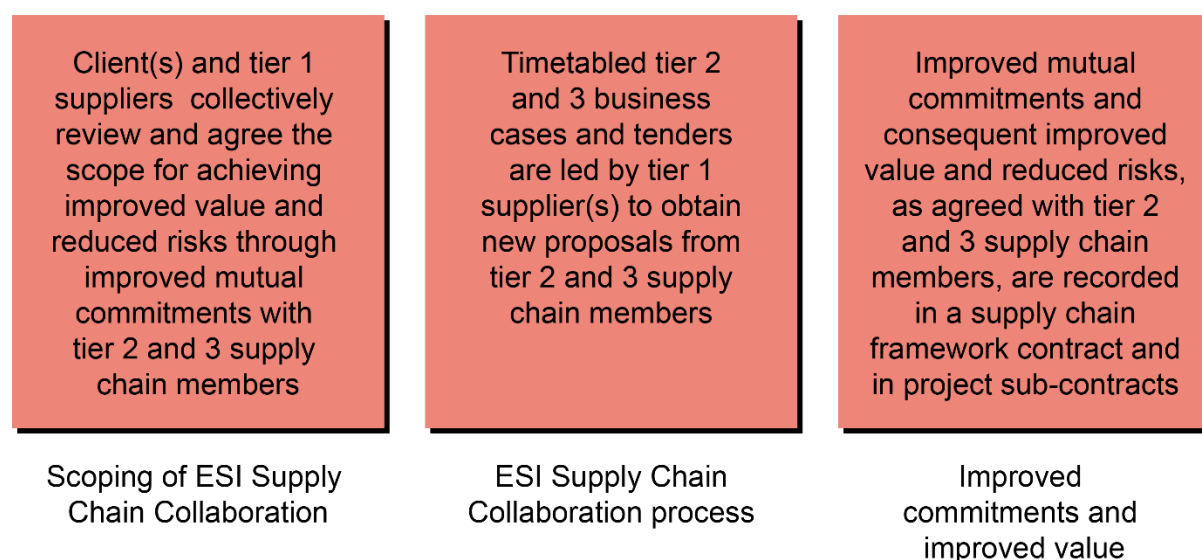 Client(s) and tier 1
suppliers collectively
review and agree the
scope for achieving
improved value and
reduced risks through
improved mutual
commitments with
tier 2 and 3 supply
chain members
Timetabled tier 2
and 3 business
cases and tenders
are led by tier 1
supplier(s) to obtain
new proposals from
tier 2 and 3 supply
chain members
Improved mutual
commitments and
consequent improved
value and reduced risks,
as agreed with tier 2
and 3 supply chain
members, are recorded
in a supply chain
framework contract and
in project sub-contracts
Scoping of ESI Supply
Chain Collaboration
ESI Supply Chain
Collaboration process
Improved
commitments and
improved value